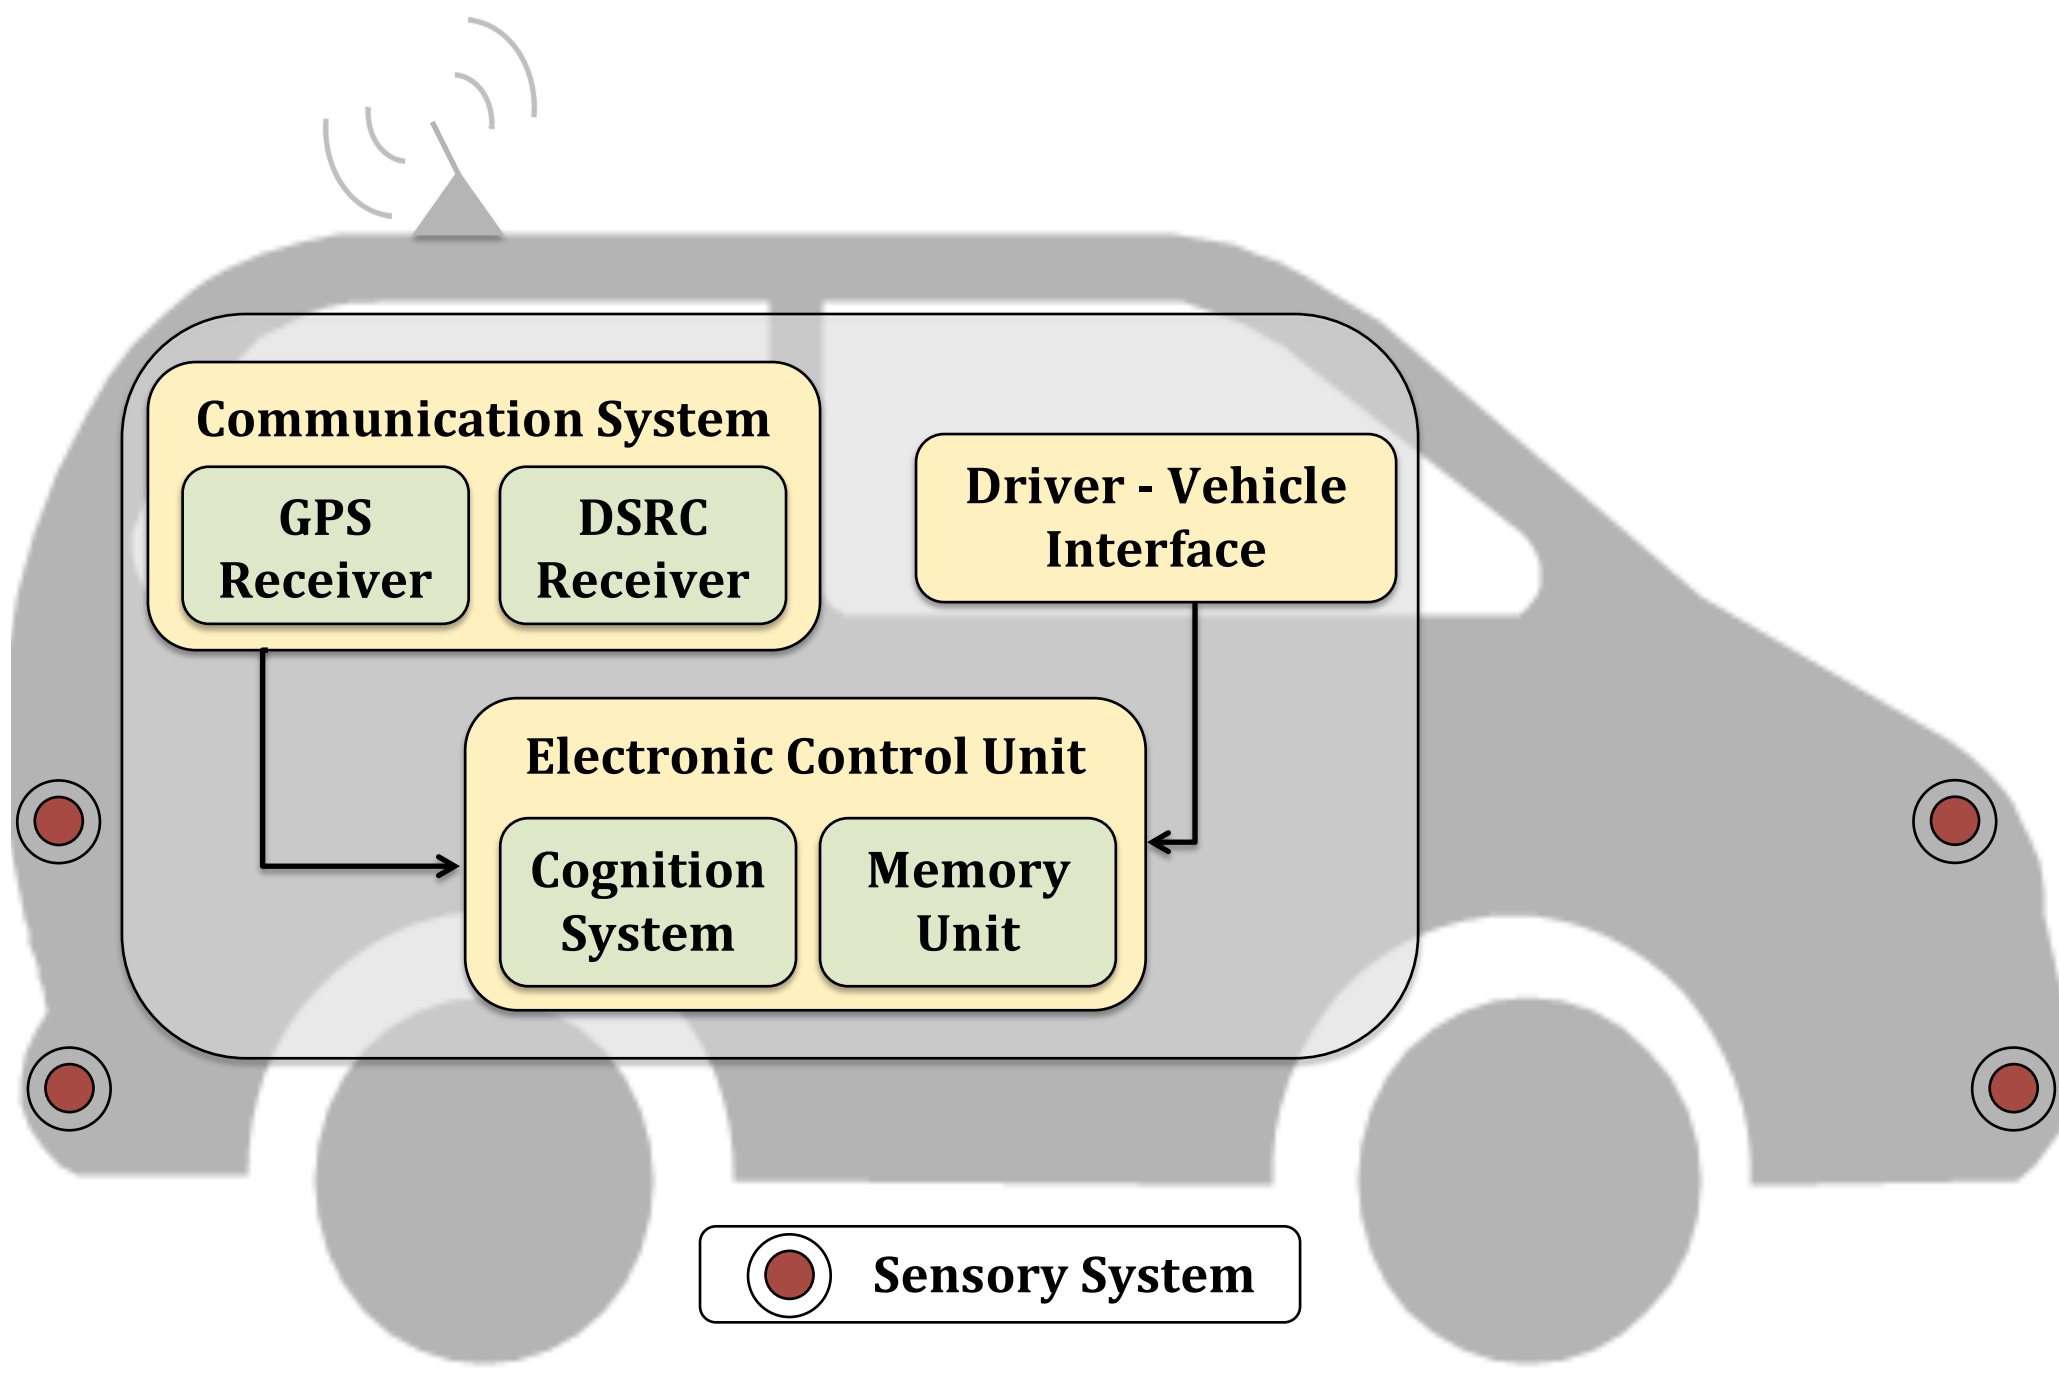 Communication System
GPS
Receiver
DSRC
Receiver
Driver - Vehicle
Interface
Electronic Control Unit
Cognition
System
Memory
Unit
Sensory System